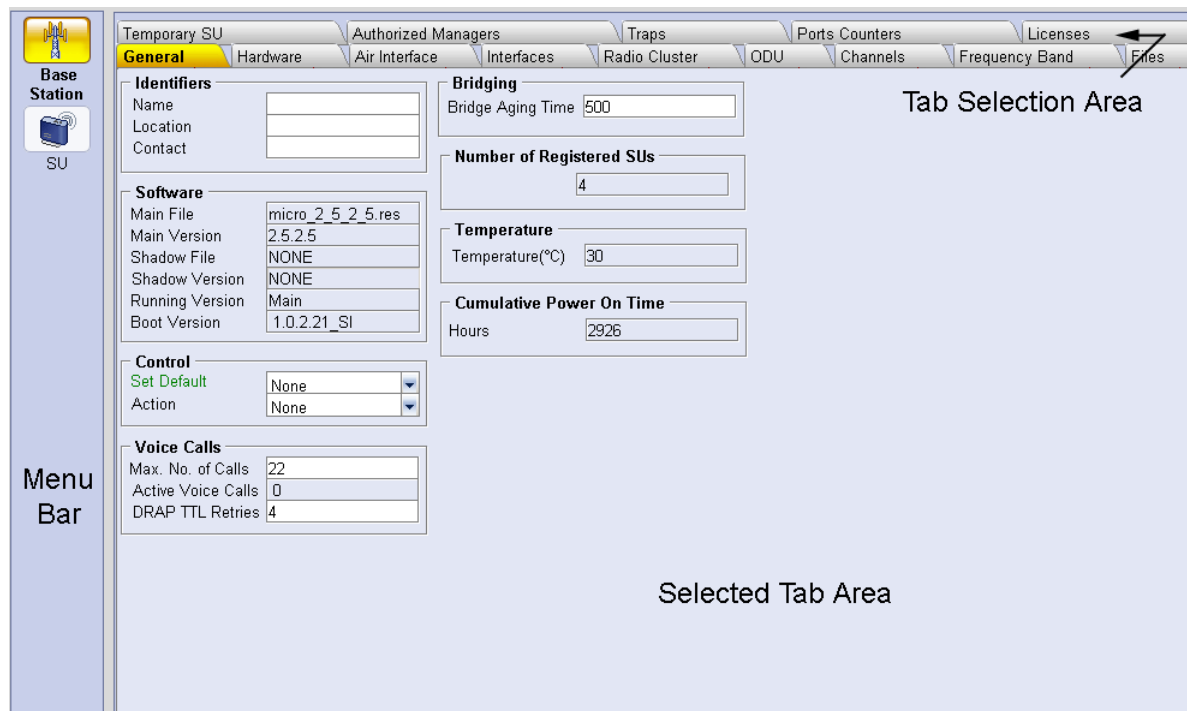 Base
Station
SU
Menu
Bar
Temporary SU Authorized Managers Traps Ports Counters Licenses
General Hardware Air Interface Interfaces Radio Cluster ODU Channels Frequency Band Files
Tab Selection Area
Identifiers
Name
Location
Contact
Software
Main File micro_2_5_2_5.res
Main Version 2.5.2.5
Shadow File NONE
Shadow Version NONE
Running Version Main
Boot Version 1.0.2.21_SI
Control
Set Default None
Action None
Voice Calls
Max. No. of Calls 22
Active Voice Calls 0
DRAP TTL Retries 4
Bridging
Bridge Aging Time 500
Number of Registered SUs
4
Temperature
Temperature(°C) 30
Cumulative Power On Time
Hours 2926
Selected Tab Area